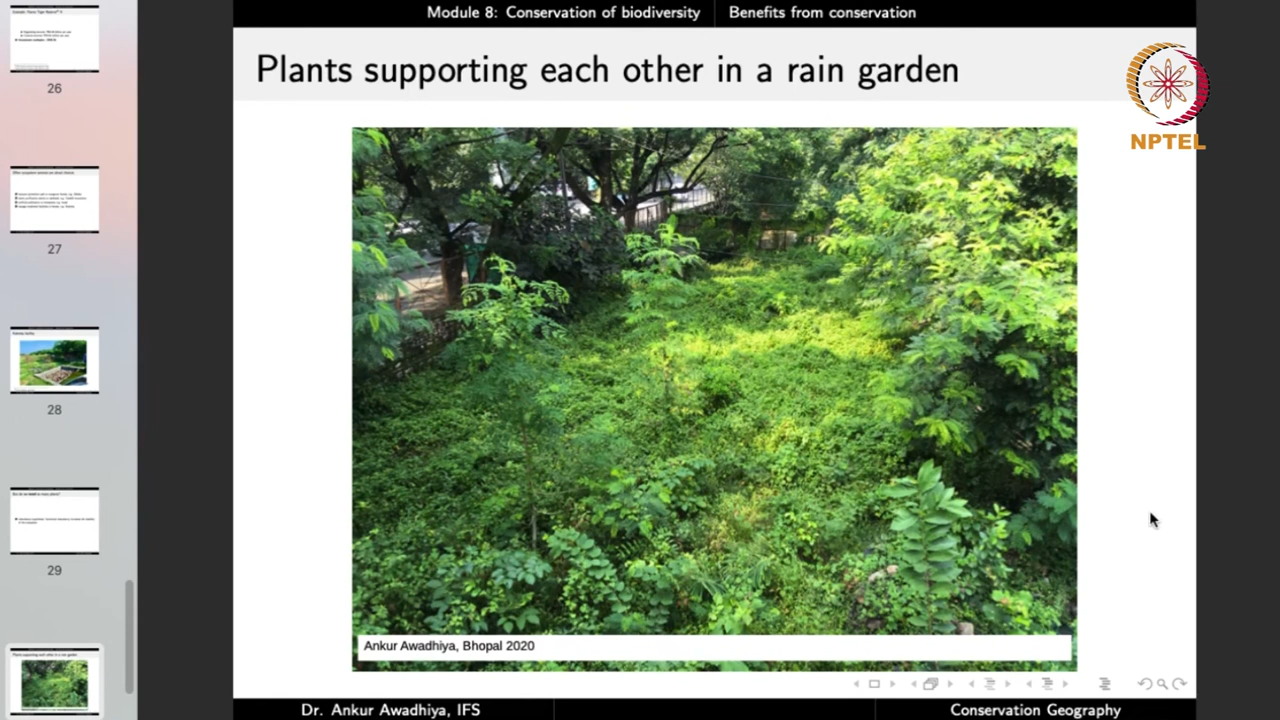 Module 8: Conservation of biodiversity
Benefits from conservation
Plants supporting each other in a rain garden
NPTEL
26
27
28
29
Ankur Awadhiya, Bhopal 2020
Dr. Ankur Awadhiya, IFS
Conservation Geography